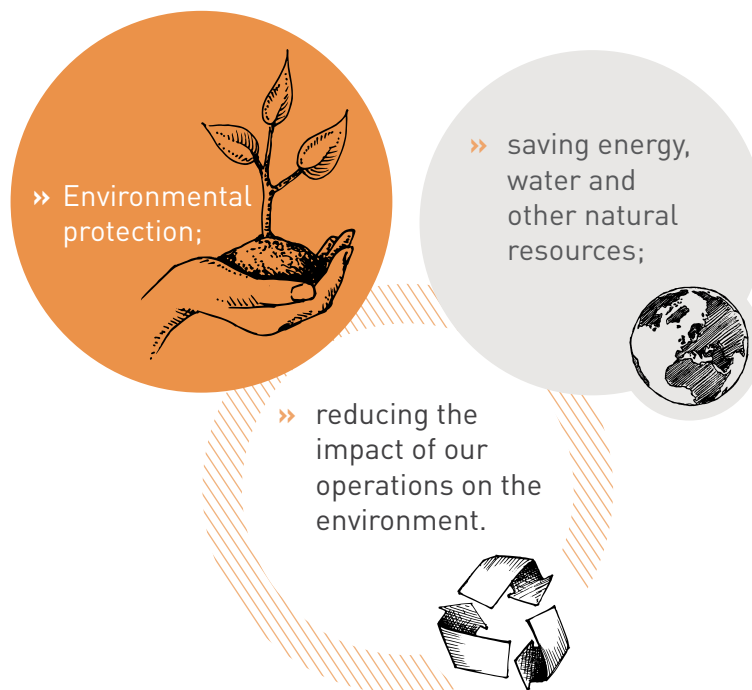 » Environmental
protection;
» saving energy,
water and
other natural
resources;
» reducing the
impact of our
operations on the
environment.